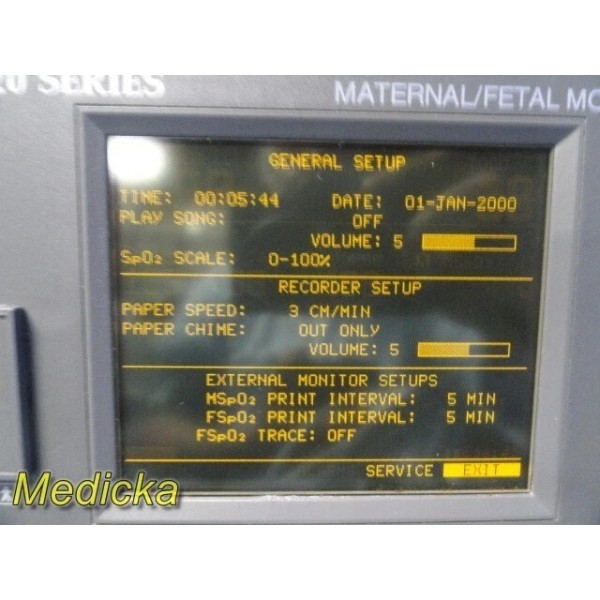 20 SERIES
MATERNAL/FETAL MO
GENERAL SETUP
TIME: 00:05:44 DATE: 01-JAN-2000
PLAY SONG: OFF
VOLUME: 5
SpO₂ SCALE: 0-100%
RECORDER SETUP
PAPER SPEED: 3 CM/MIN
PAPER CHIME: OUT ONLY
VOLUME: 5
EXTERNAL MONITOR SETUPS
MSpO₂ PRINT INTERVAL: 5 MIN
FSpO₂ PRINT INTERVAL: 5 MIN
FSpO₂ TRACE: OFF
SERVICE EXIT
Medicka